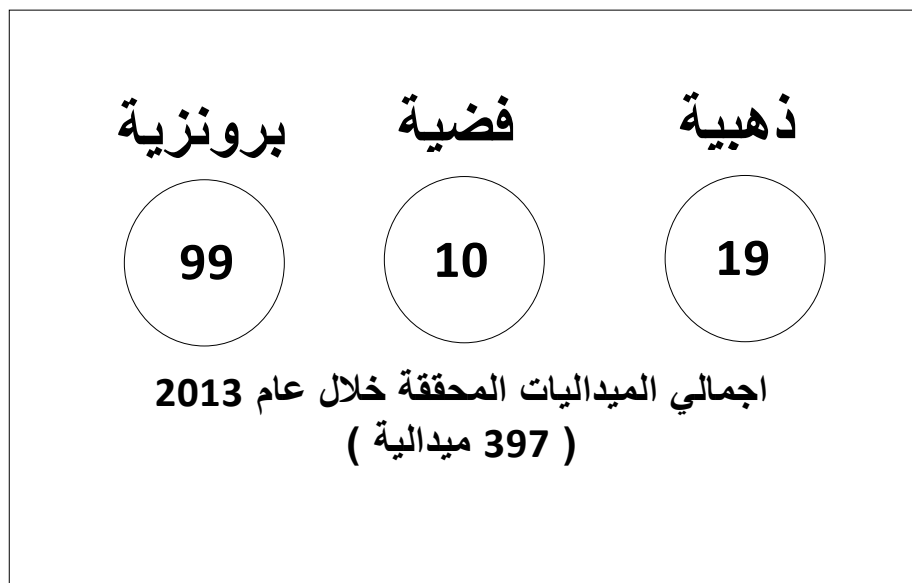 ذهبية فضية برونزية
19 10 99
اجمالي الميداليات المحققة خلال عام 2013
( 397 ميدالية )